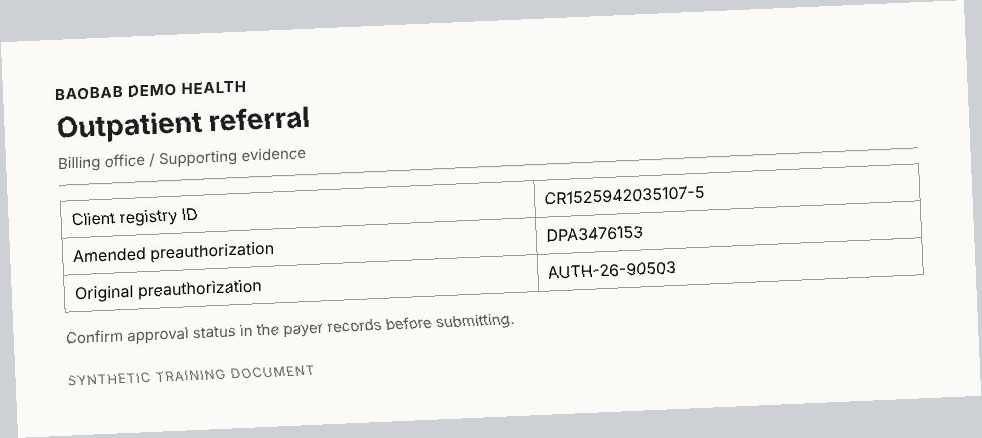 BAOBAB DEMO HEALTH
Outpatient referral
Billing office / Supporting evidence
Client registry ID CR1525942035107-5
Amended preauthorization DPA3476153
Original preauthorization AUTH-26-90503
Confirm approval status in the payer records before submitting.
SYNTHETIC TRAINING DOCUMENT